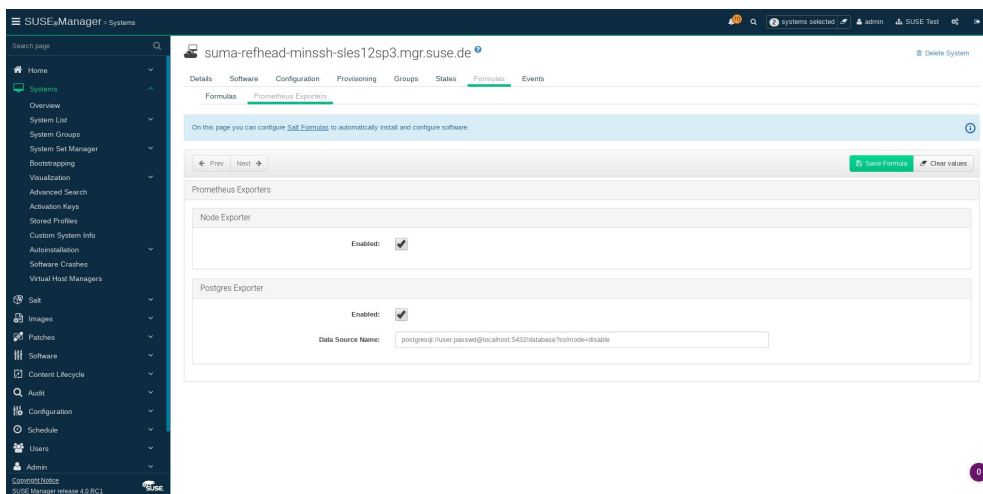 SUSE®Manager > Systems
2 systems selected
admin
SUSE Test
Search page
Home
Systems
Overview
System List
System Groups
System Set Manager
Bootstrapping
Visualization
Advanced Search
Activation Keys
Stored Profiles
Custom System Info
Autoinstallation
Software Crashes
Virtual Host Managers
Salt
Images
Patches
Software
Content Lifecycle
Audit
Configuration
Schedule
Users
Admin
Copyright Notice
SUSE Manager release 4.0 RC1
SUSE
suma-refhead-minssh-sles12sp3.mgr.suse.de ?
Delete System
Details Software Configuration Provisioning Groups States Formulas Events
Formulas Prometheus Exporters
On this page you can configure Salt Formulas to automatically install and configure software.
Prev Next
Save Formula Clear values
Prometheus Exporters
Node Exporter
Enabled:
Postgres Exporter
Enabled:
Data Source Name: postgresql://user:passwd@localhost:5432/database?sslmode=disable
0